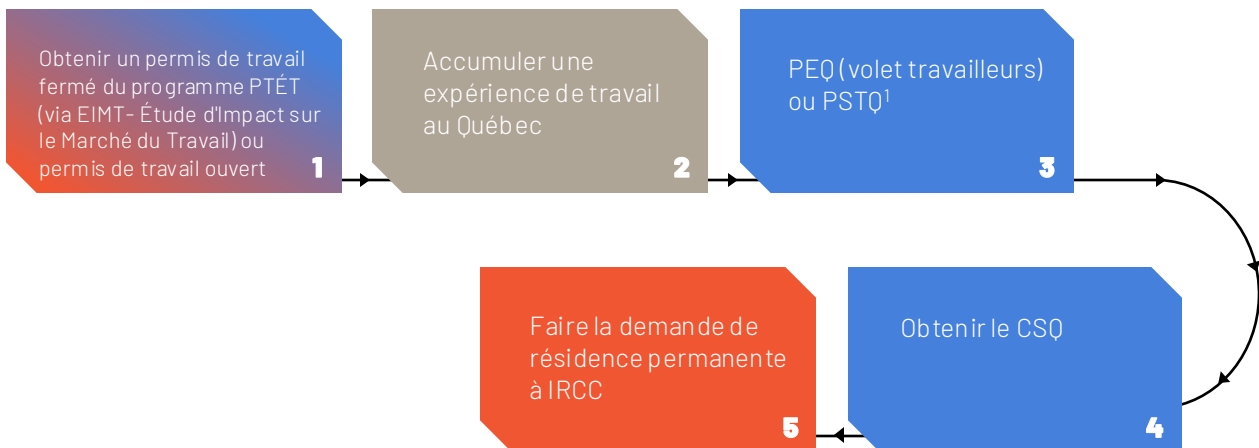 Obtenir un permis de travail
fermé du programme PTÉT
(via EIMT- Étude d'Impact sur
le Marché du Travail) ou
permis de travail ouvert
1
Accumuler une
expérience de travail
au Québec
2
PEQ (volet travailleurs)
ou PSTQ¹
3
Obtenir le CSQ
4
Faire la demande de
résidence permanente
à IRCC
5